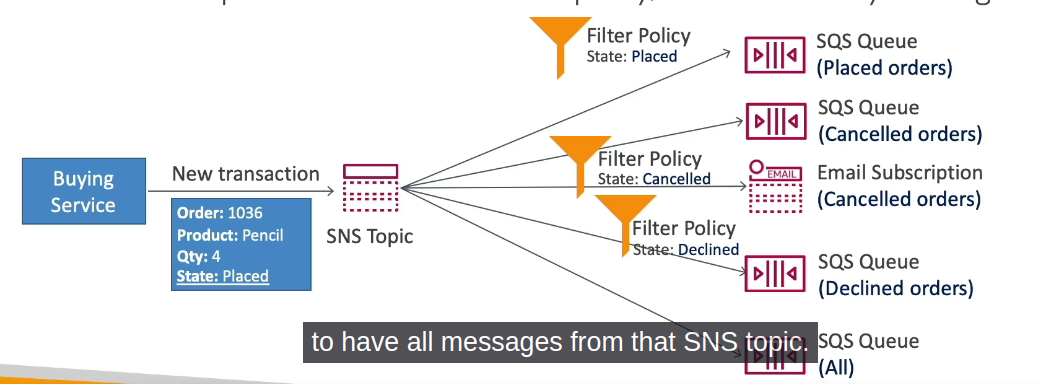 Filter Policy
State: Placed
SQS Queue
(Placed orders)
SQS Queue
(Cancelled orders)
Filter Policy
State: Cancelled
EMAIL
Email Subscription
(Cancelled orders)
Buying
Service
New transaction
Order: 1036
Product: Pencil
Qty: 4
State: Placed
SNS Topic
Filter Policy
State: Declined
SQS Queue
(Declined orders)
to have all messages from that SNS topic.
SQS Queue
(All)